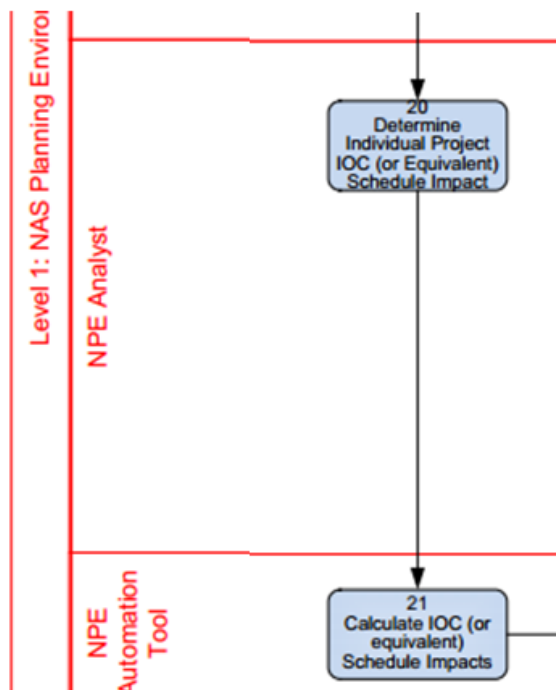 Level 1: NAS Planning
NPE Analyst
20
Determine
Individual Project
IOC (or Equivalent)
Schedule Impact
NPE
Automation
Tool
21
Calculate IOC (or
equivalent)
Schedule Impacts